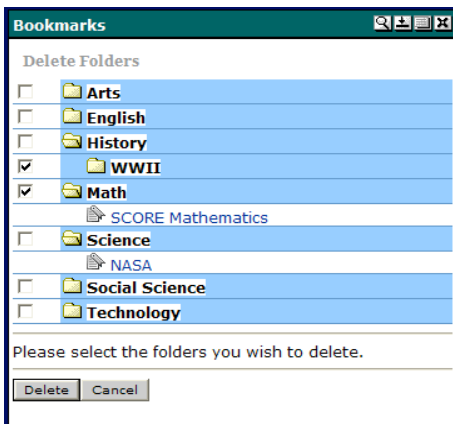 Bookmarks
Delete Folders
Arts
English
History
WWII
Math
SCORE Mathematics
Science
NASA
Social Science
Technology
Please select the folders you wish to delete.
Delete Cancel